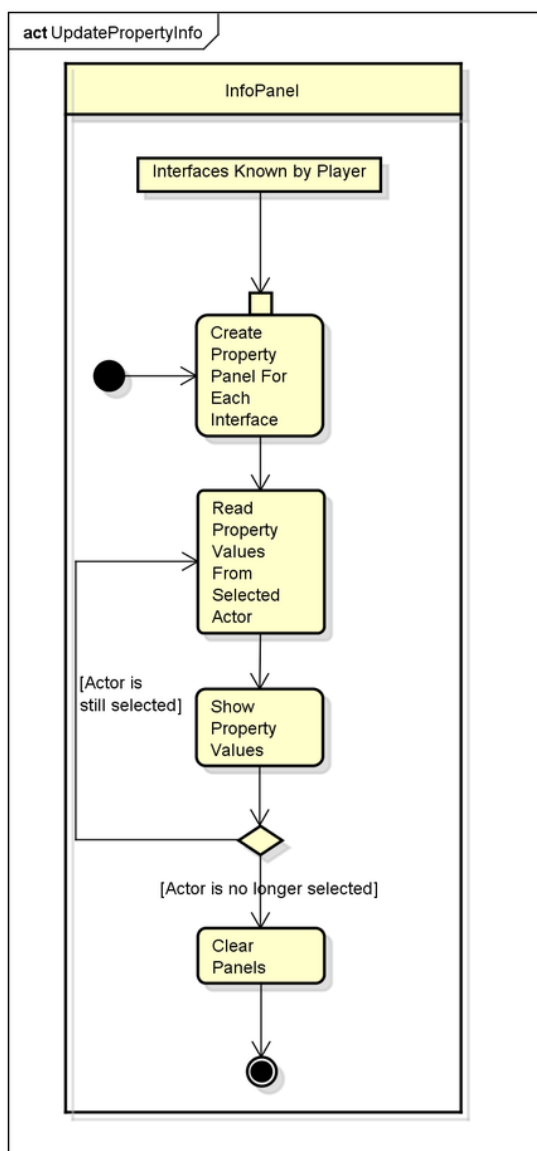 act UpdatePropertyInfo
InfoPanel
Interfaces Known by Player
Create
Property
Panel For
Each
Interface
Read
Property
Values
From
Selected
Actor
[Actor is
still selected]
Show
Property
Values
[Actor is no longer selected]
Clear
Panels